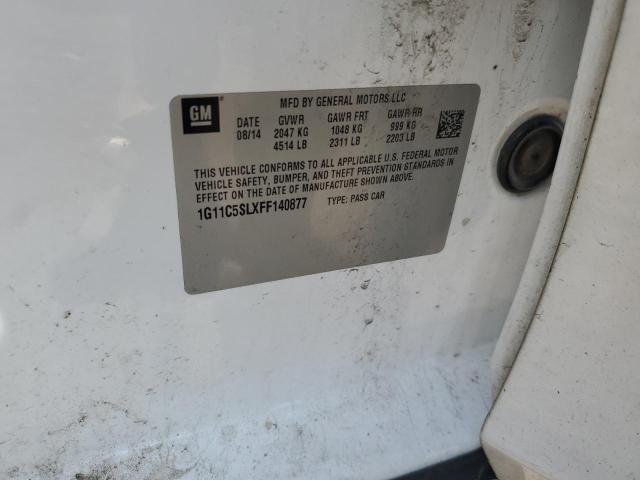 GM
MFD BY GENERAL MOTORS LLC
DATE GVWR GAWR FRT GAWR RR
08/14 2047 KG 1048 KG 999 KG
4514 LB 2311 LB 2203 LB
THIS VEHICLE CONFORMS TO ALL APPLICABLE U.S. FEDERAL MOTOR
VEHICLE SAFETY, BUMPER, AND THEFT PREVENTION STANDARDS IN
EFFECT ON THE DATE OF MANUFACTURE SHOWN ABOVE.
1G11C5SLXFF140877 TYPE: PASS CAR